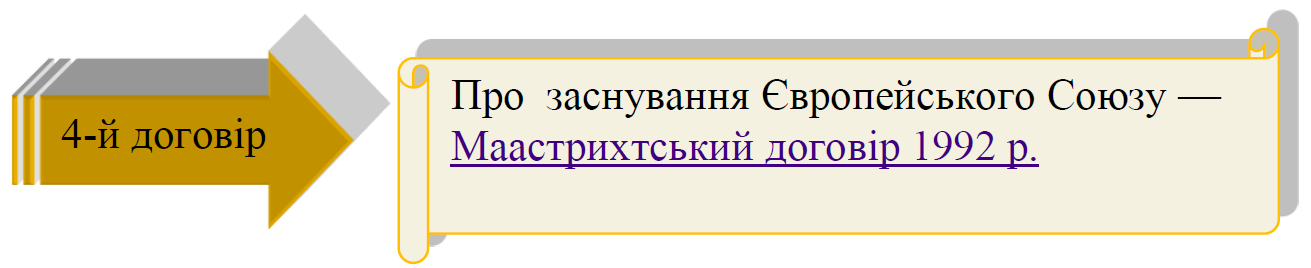 4-й договір
Про заснування Європейського Союзу —
Маастрихтський договір 1992 р.